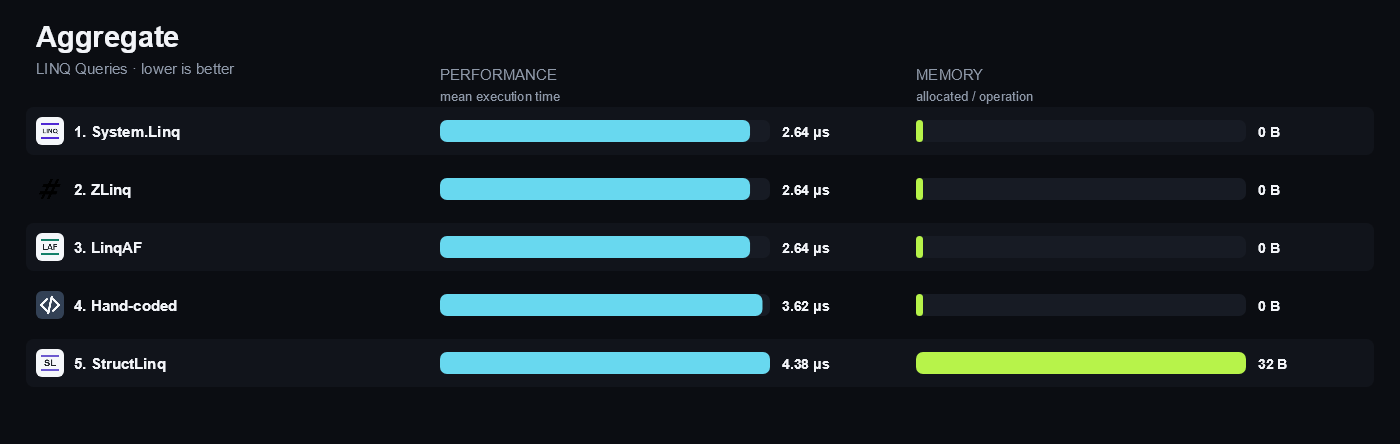 Aggregate
LINQ Queries · lower is better
PERFORMANCE
mean execution time
MEMORY
allocated / operation
LINQ 1. System.Linq 2.64 µs 0 B
# 2. ZLinq 2.64 µs 0 B
LAF 3. LinqAF 2.64 µs 0 B
</> 4. Hand-coded 3.62 µs 0 B
SL 5. StructLinq 4.38 µs 32 B